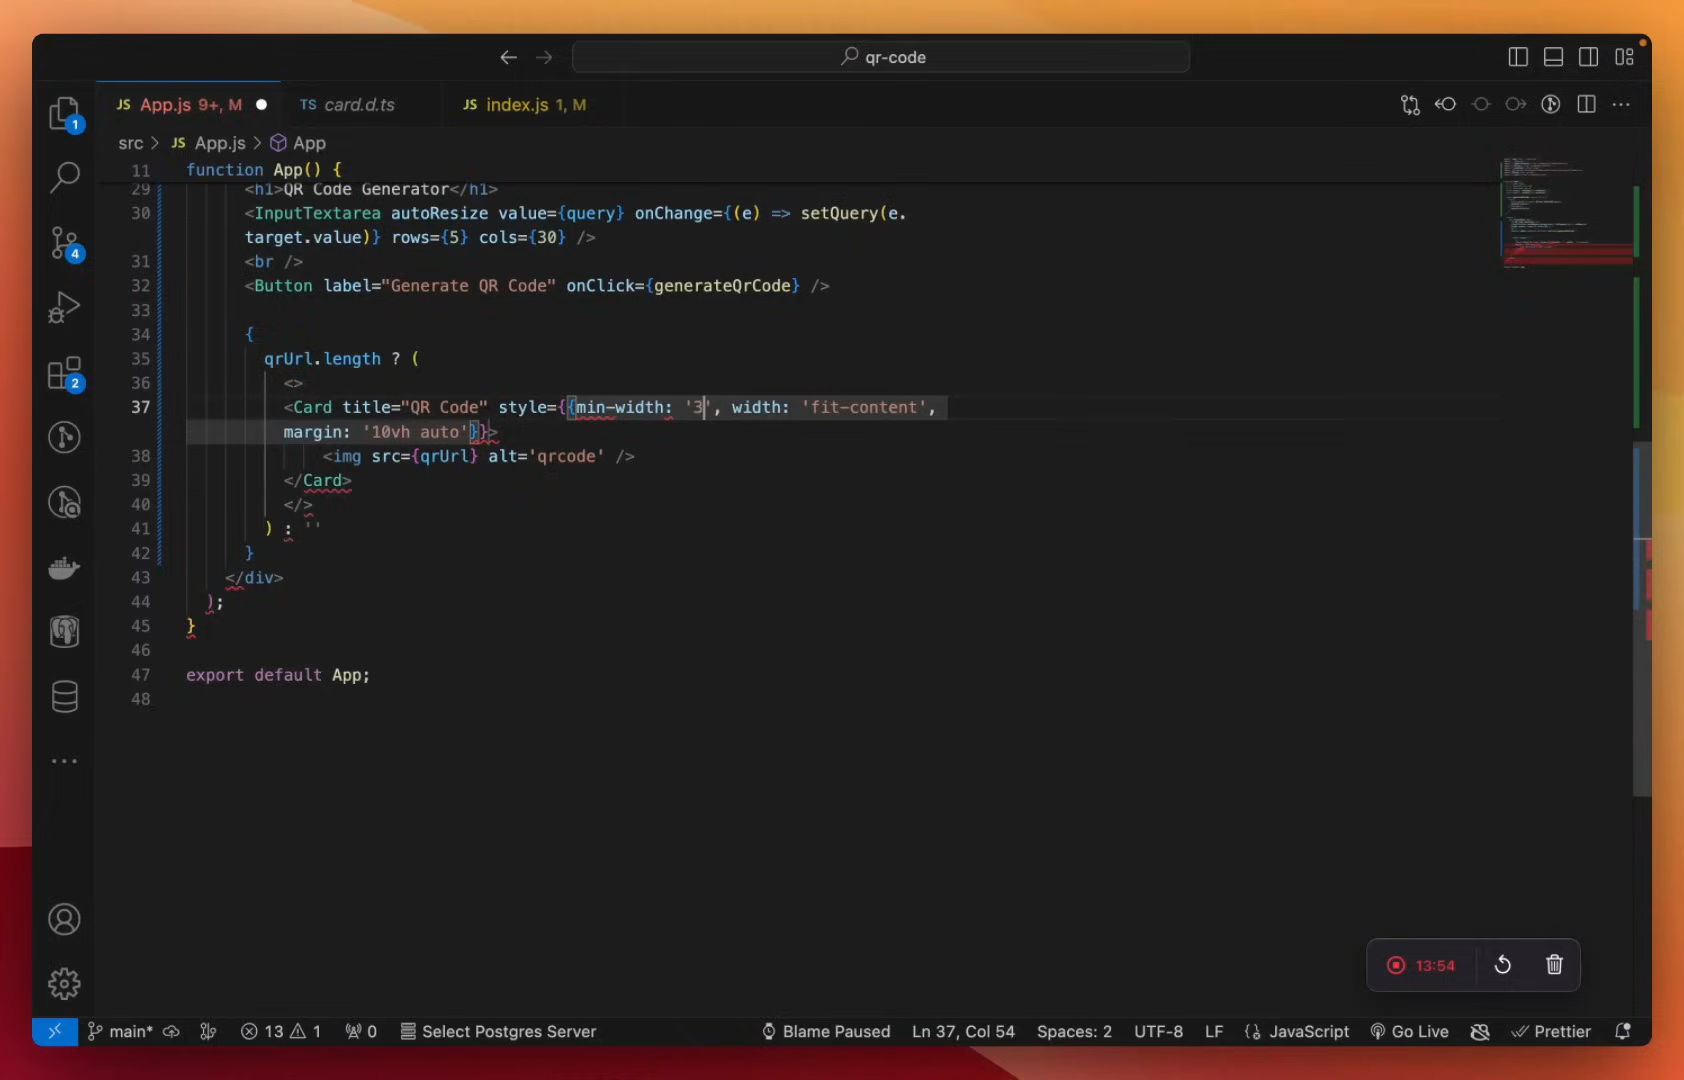 qr-code
JS App.js 9+, M
TS card.d.ts
JS index.js 1, M
1
src > JS App.js > App
11 function App() {
29 <h1>QR Code Generator</h1>
30 <InputTextarea autoResize value={query} onChange={(e) => setQuery(e.
target.value)} rows={5} cols={30} />
31 <br />
32 <Button label="Generate QR Code" onClick={generateQrCode} />
33
34 {
35 qrUrl.length ? (
36 <>
37 <Card title="QR Code" style={{min-width: '3', width: 'fit-content',
margin: '10vh auto'}}>
38 <img src={qrUrl} alt='qrcode' />
39 </Card>
40 </>
41 ) : ''
42 }
43 </div>
44 );
45 }
46
47 export default App;
48
4
2
13:54
main* 13 1 0 Select Postgres Server Blame Paused Ln 37, Col 54 Spaces: 2 UTF-8 LF {} JavaScript Go Live Prettier